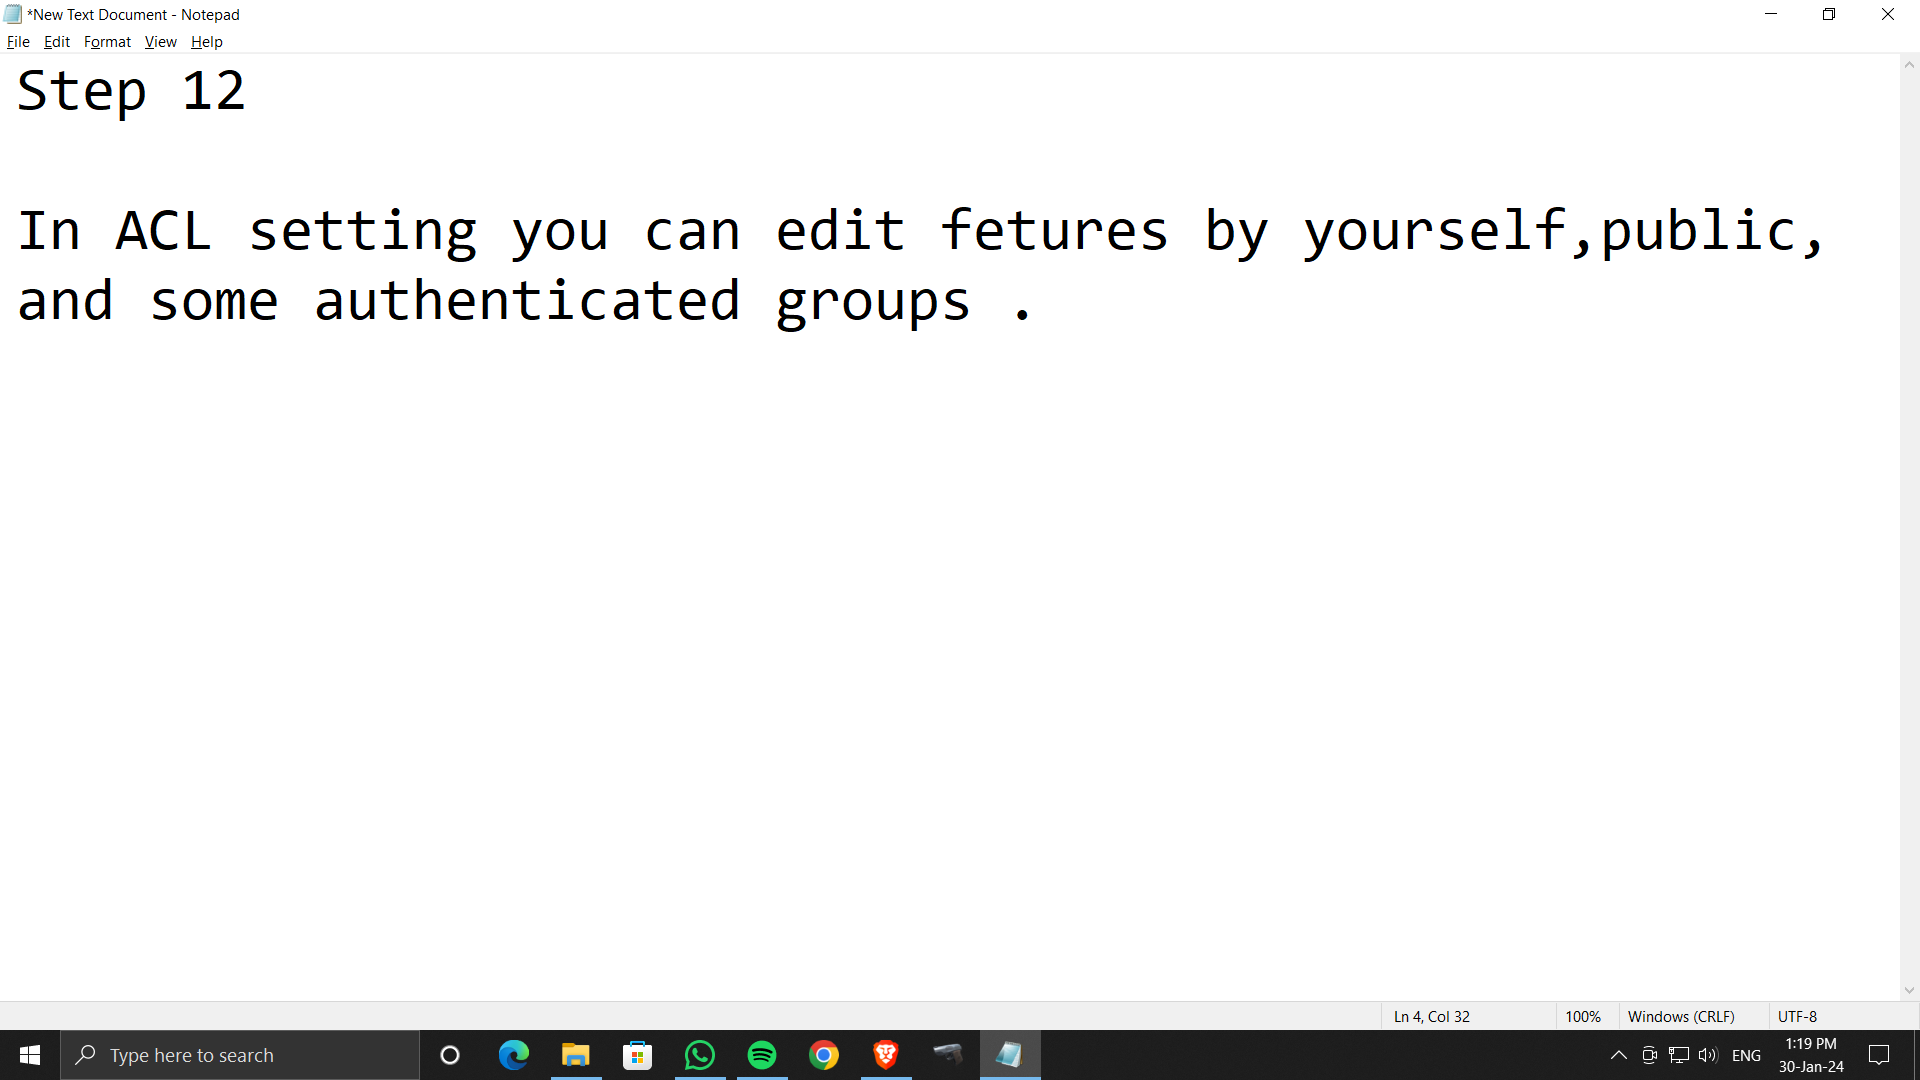 *New Text Document - Notepad
File Edit Format View Help
Step 12
In ACL setting you can edit fetures by yourself,public,
and some authenticated groups .
Ln 4, Col 32 100% Windows (CRLF) UTF-8
Type here to search
ENG
1:19 PM
30-Jan-24